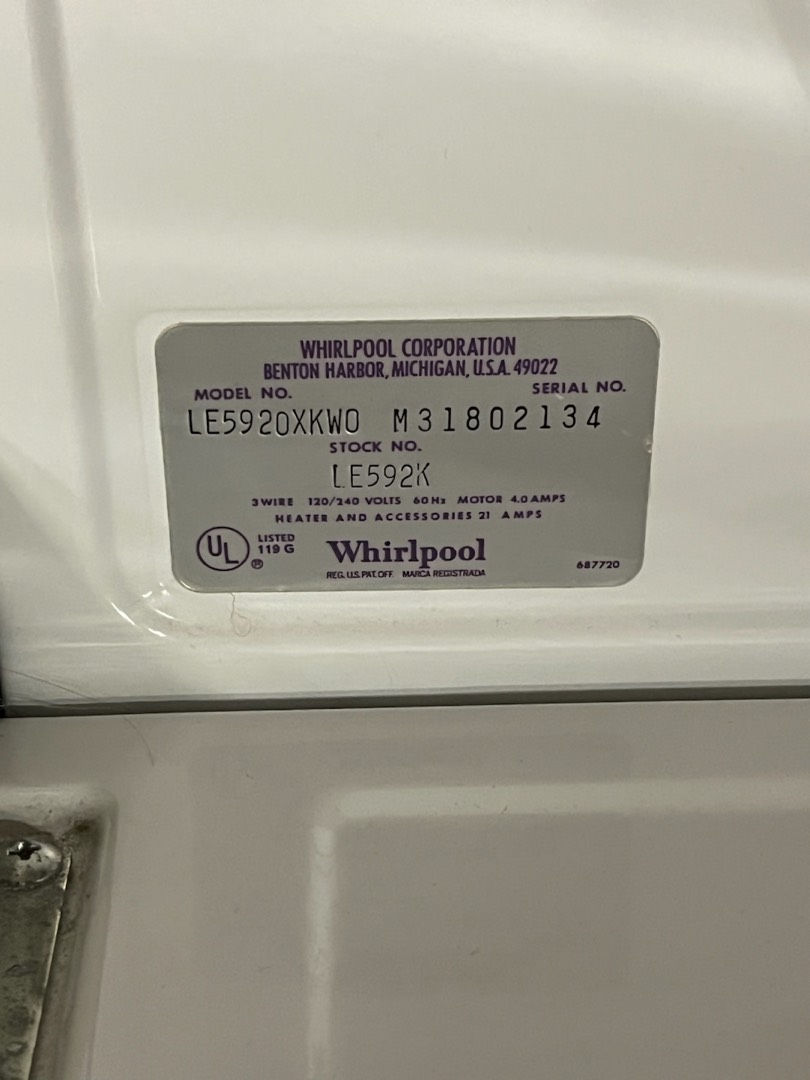 WHIRLPOOL CORPORATION
BENTON HARBOR, MICHIGAN, U.S.A. 49022
MODEL NO. SERIAL NO.
LE5920XKW0 M31802134
STOCK NO.
LE592K
3 WIRE 120/240 VOLTS 60 Hz MOTOR 4.0 AMPS
HEATER AND ACCESSORIES 21 AMPS
UL ® LISTED
119 G
Whirlpool
REG. U.S. PAT. OFF. MARCA REGISTRADA
687720